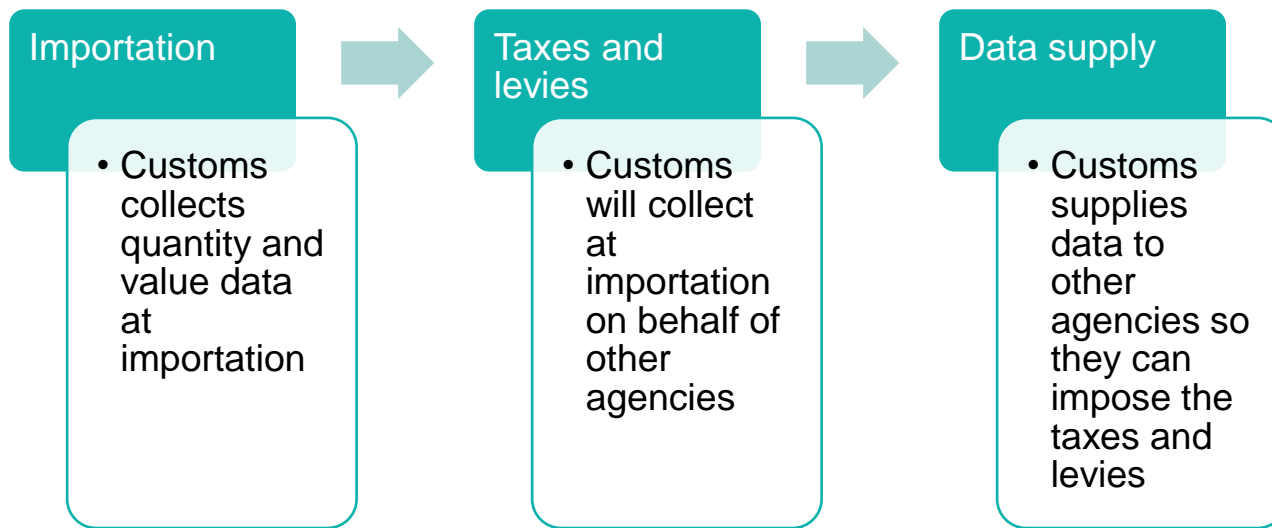 Importation
• Customs
collects
quantity and
value data
at
importation
Taxes and
levies
• Customs
will collect
at
importation
on behalf of
other
agencies
Data supply
• Customs
supplies
data to
other
agencies so
they can
impose the
taxes and
levies